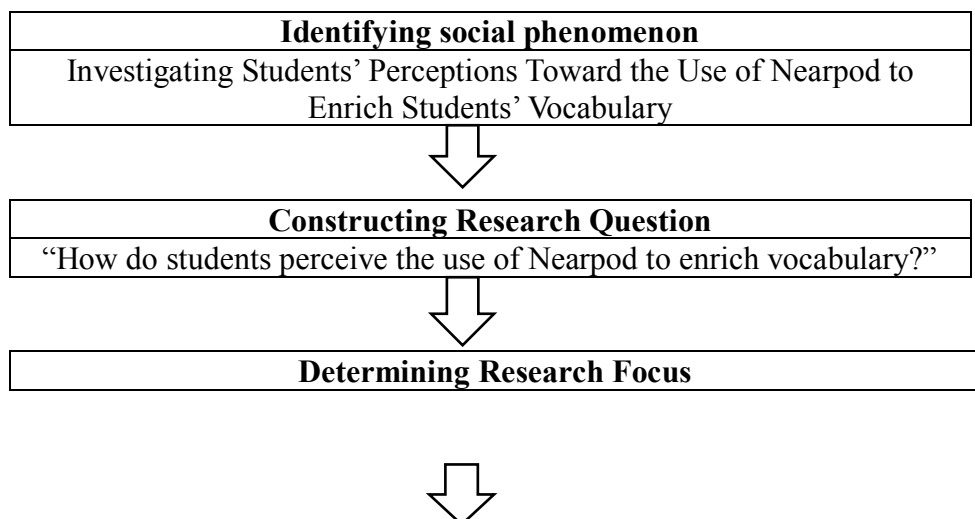 Identifying social phenomenon
Investigating Students’ Perceptions Toward the Use of Nearpod to
Enrich Students’ Vocabulary
Constructing Research Question
“How do students perceive the use of Nearpod to enrich vocabulary?”
Determining Research Focus